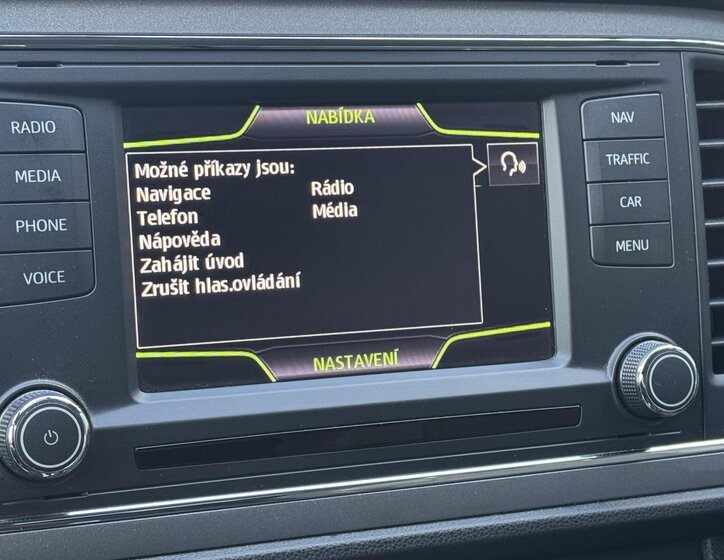 NABÍDKA
Možné příkazy jsou:
Navigace Rádio
Telefon Média
Nápověda
Zahájit úvod
Zrušit hlas.ovládání
NASTAVENÍ
RADIO
MEDIA
PHONE
VOICE
NAV
TRAFFIC
CAR
MENU